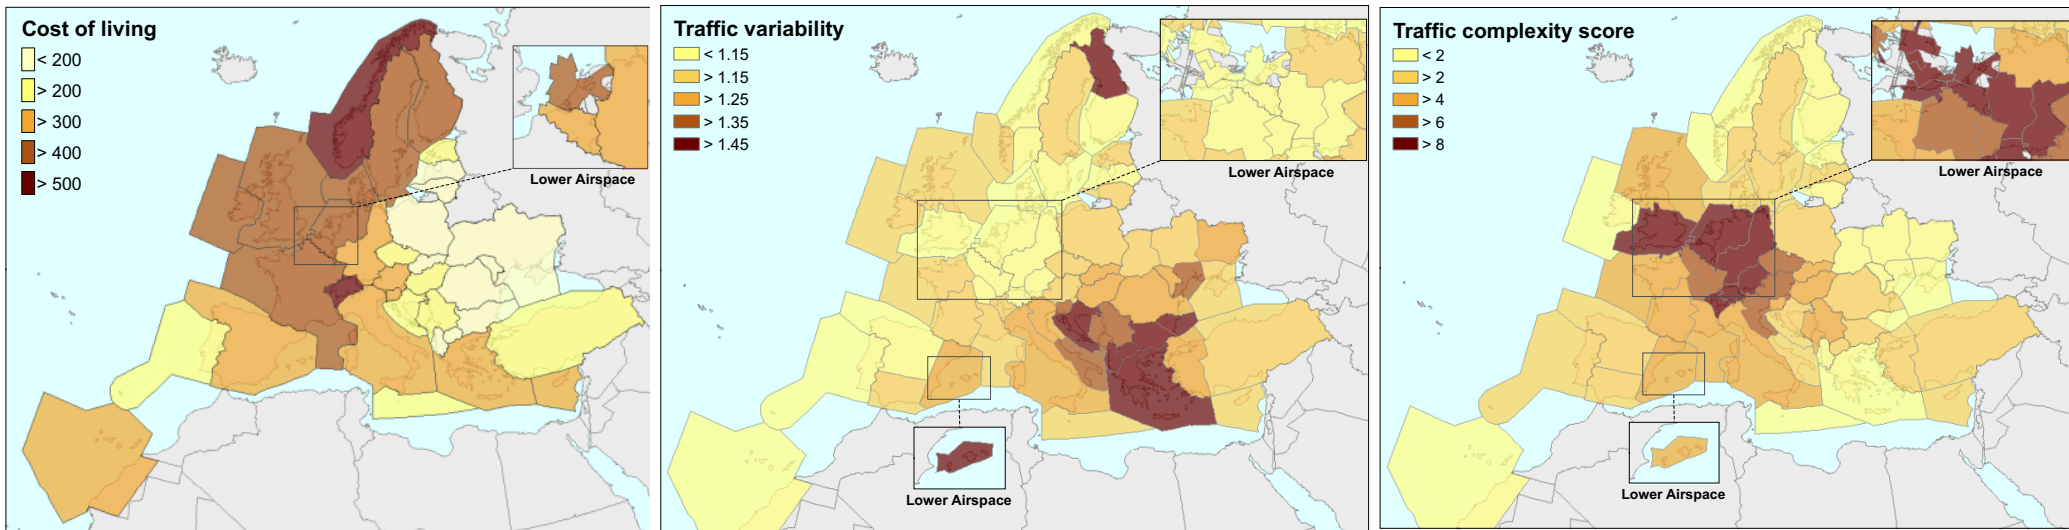 Cost of living
< 200
> 200
> 300
> 400
> 500
Lower Airspace
Traffic variability
< 1.15
> 1.15
> 1.25
> 1.35
> 1.45
Lower Airspace
Lower Airspace
Traffic complexity score
< 2
> 2
> 4
> 6
> 8
Lower Airspace
Lower Airspace